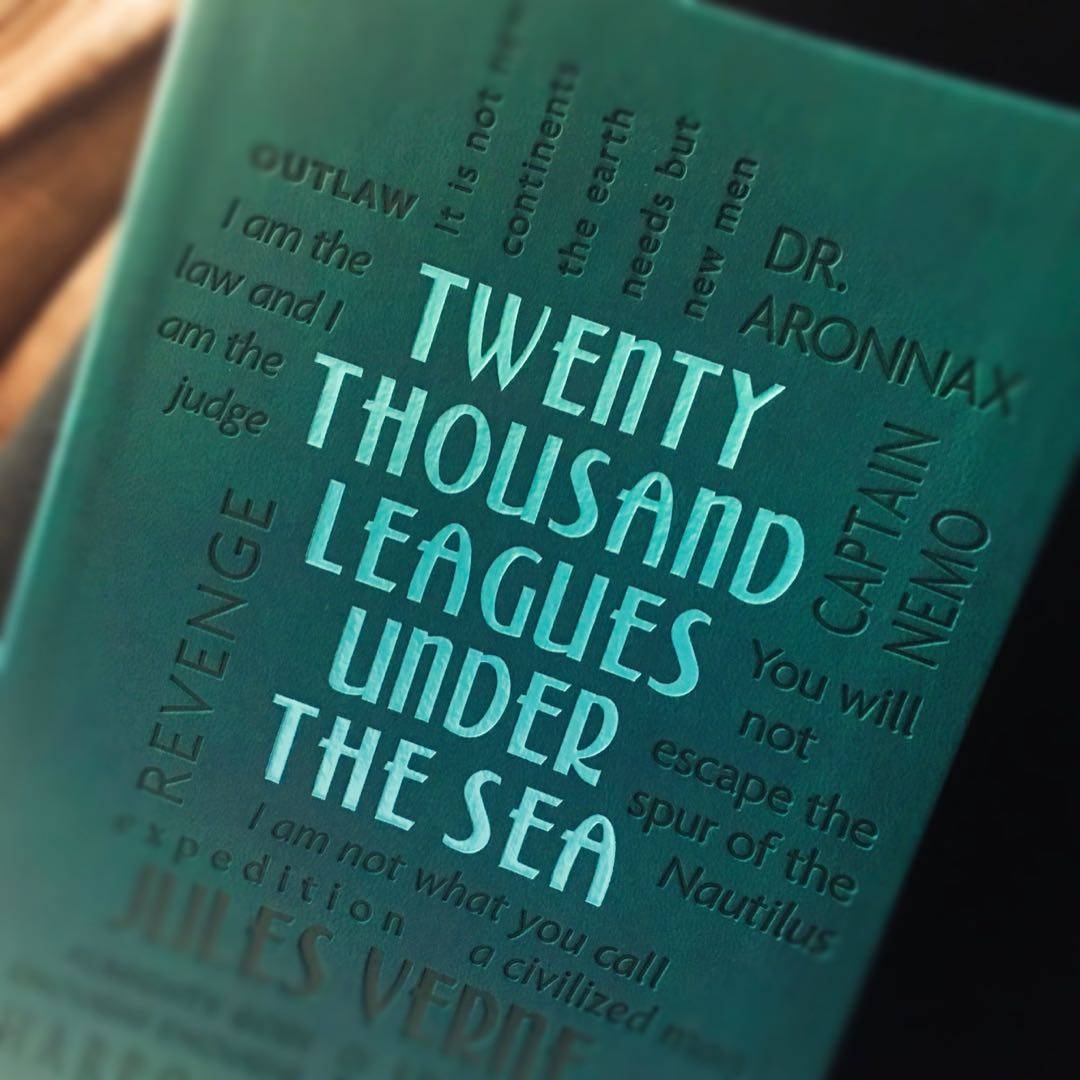 OUTLAW
I am the
law and I
am the
judge
It is not
continents
the earth
needs but
new men
DR.
ARONNAX
TWENTY
THOUSAND
LEAGUES
UNDER
THE SEA
CAPTAIN
NEMO
REVENGE
You will
not
escape the
spur of the
Nautilus
I am not what you call
a civilized man
expedition
JULES VERNE